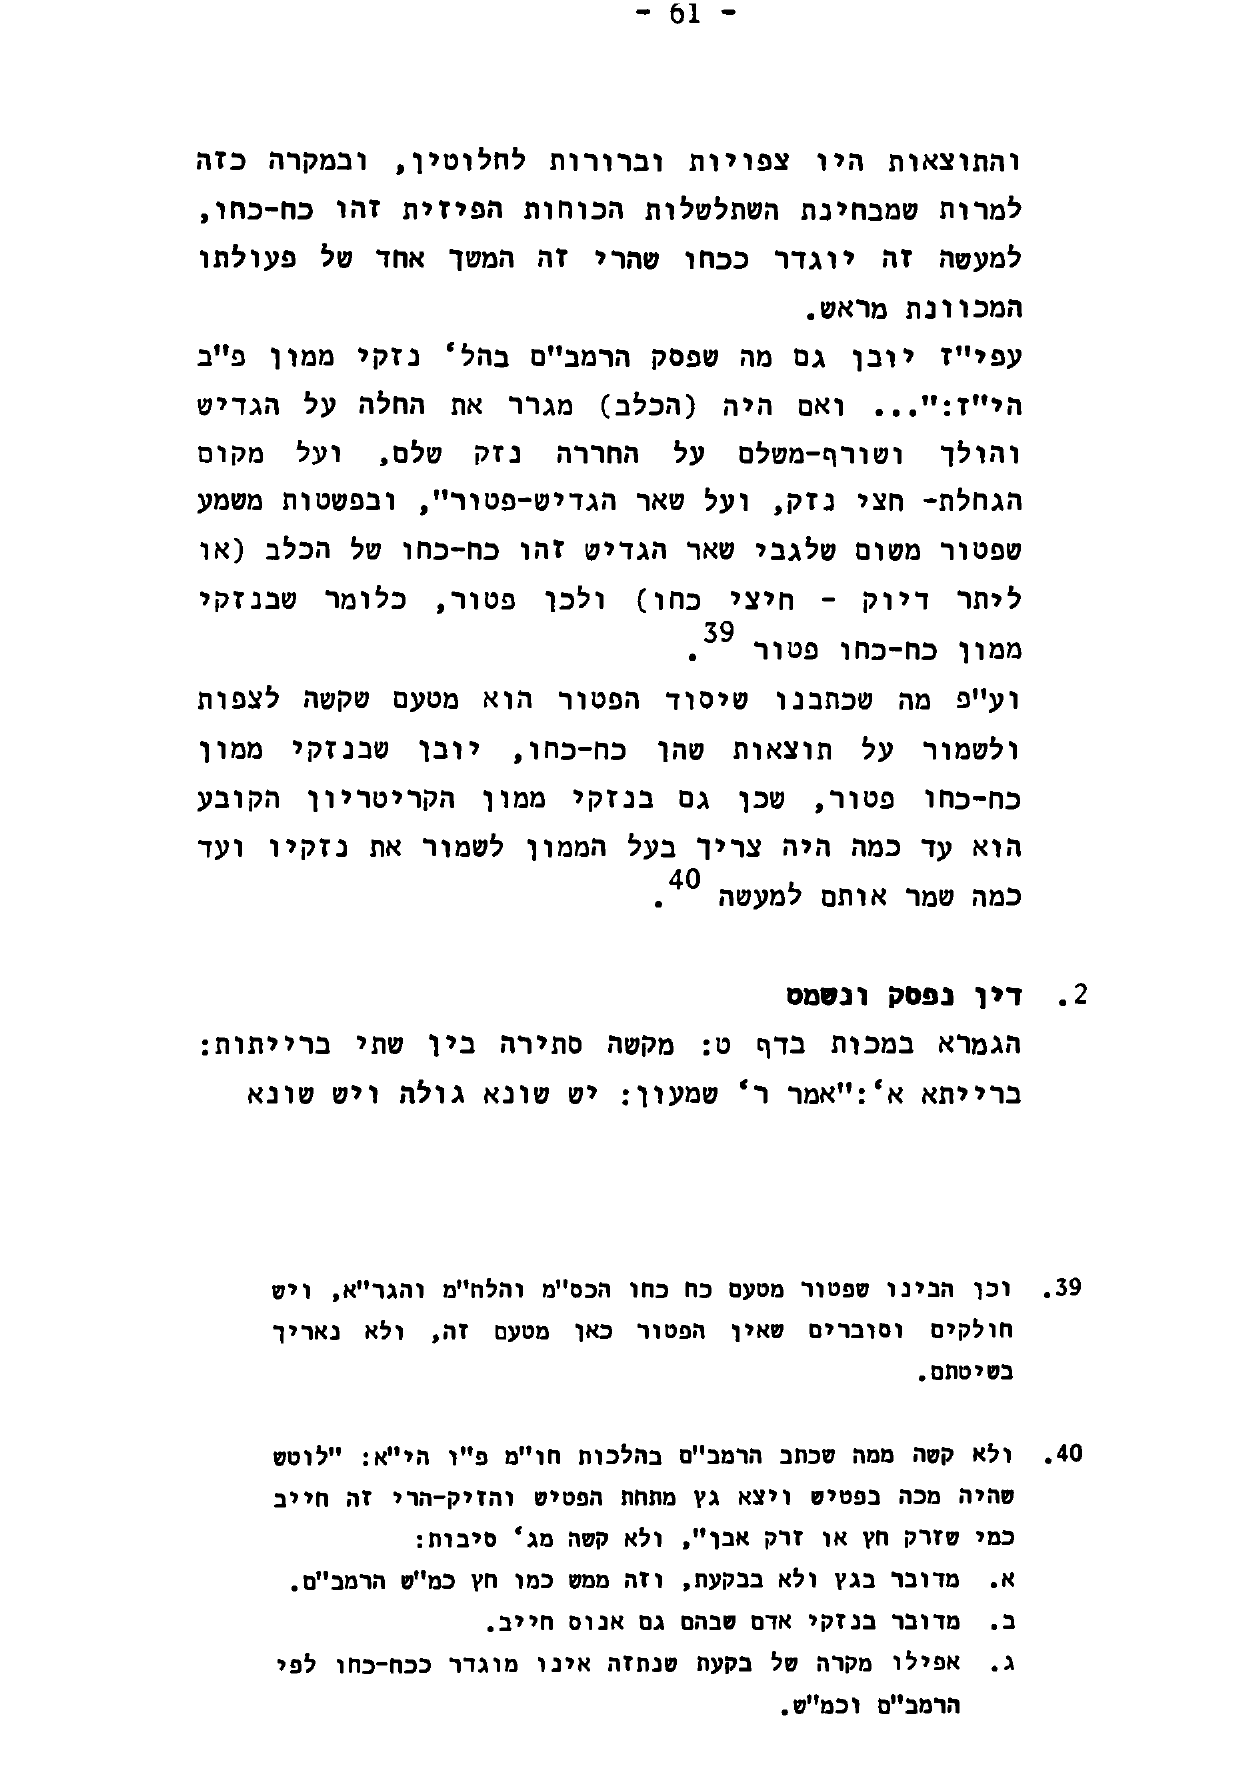 - 61 -
והתוצאות היו צפויות וברורות לחלוטין, ובמקרה כזה
למרות שמבחינת השתלשלות הכוחות הפיזית זהו כח-כחו,
למעשה זה יוגדר ככחו שהרי זה המשך אחד של פעולתו
המכוונת מראש.
עפי"ז יובן גם מה שפסק הרמב"ם בהל' נזקי ממון פ"ב
הי"ז:"... ואם היה (הכלב) מגרר את החלה על הגדיש
והולך ושורף-משלם על החררה נזק שלם, ועל מקום
הגחלת- חצי נזק, ועל שאר הגדיש-פטור", ובפשטות משמע
שפטור משום שלגבי שאר הגדיש זהו כח-כחו של הכלב (או
ליתר דיוק - חיצי כחו) ולכן פטור, כלומר שבנזקי
ממון כח-כחו פטור 39.
וע"פ מה שכתבנו שיסוד הפטור הוא מטעם שקשה לצפות
ולשמור על תוצאות שהן כח-כחו, יובן שבנזקי ממון
כח-כחו פטור, שכן גם בנזקי ממון הקריטריון הקובע
הוא עד כמה היה צריך בעל הממון לשמור את נזקיו ועד
כמה שמר אותם למעשה 40.
2. דין נפסק ונשמט
הגמרא במכות בדף ט: מקשה סתירה בין שתי ברייתות:
ברייתא א':"אמר ר' שמעון: יש שונא גולה ויש שונא
39. וכן הבינו שפטור מטעם כח כחו הכס"מ והלח"מ והגר"א, ויש
חולקים וסוברים שאין הפטור כאן מטעם זה, ולא נאריך
בשיטתם.
40. ולא קשה ממה שכתב הרמב"ם בהלכות חו"מ פ"ו הי"א: "לוטש
שהיה מכה בפטיש ויצא גץ מתחת הפטיש והזיק-הרי זה חייב
כמי שזרק חץ או זרק אבן", ולא קשה מג' סיבות:
א. מדובר בגץ ולא בבקעת, וזה ממש כמו חץ כמ"ש הרמב"ם.
ב. מדובר בנזקי אדם שבהם גם אנוס חייב.
ג. אפילו מקרה של בקעת שנתזה אינו מוגדר ככח-כחו לפי
הרמב"ם וכמ"ש.